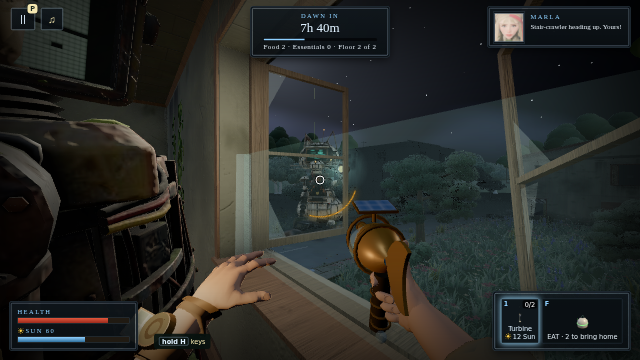 P
DAWN IN
7h 40m
Food 2 · Essentials 0 · Floor 2 of 2
MARLA
Stair-crawler heading up. Yours!
HEALTH
SUN 60
hold H keys
1 0/2
Turbine
12 Sun
F
EAT · 2 to bring home